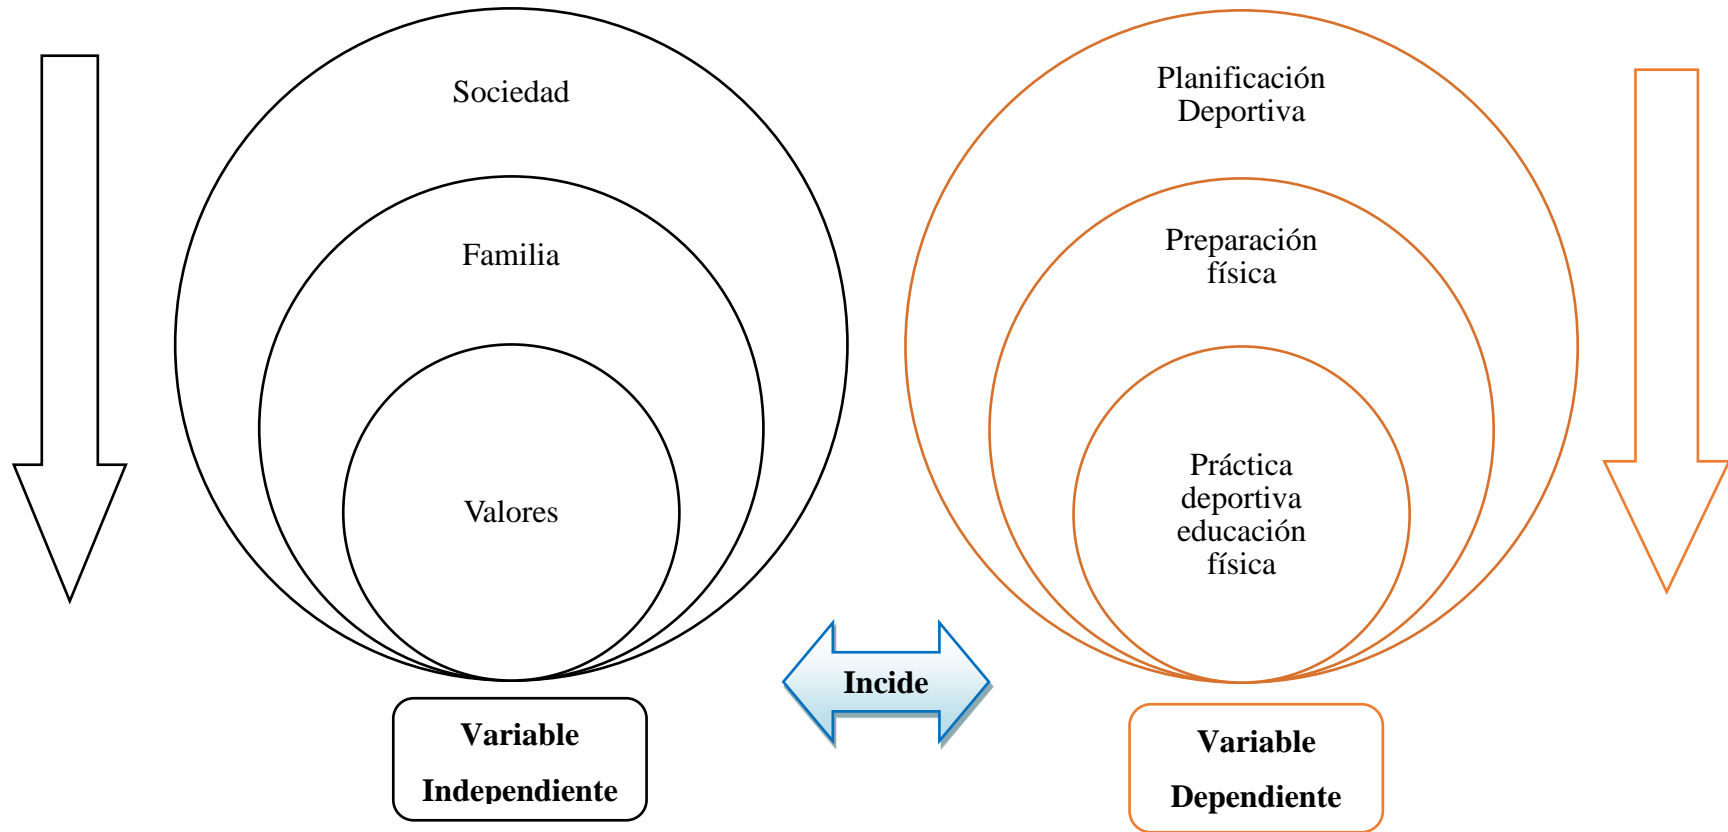 Sociedad
Familia
Valores
Variable
Independiente
Incide
Planificación
Deportiva
Preparación
física
Práctica
deportiva
educación
física
Variable
Dependiente